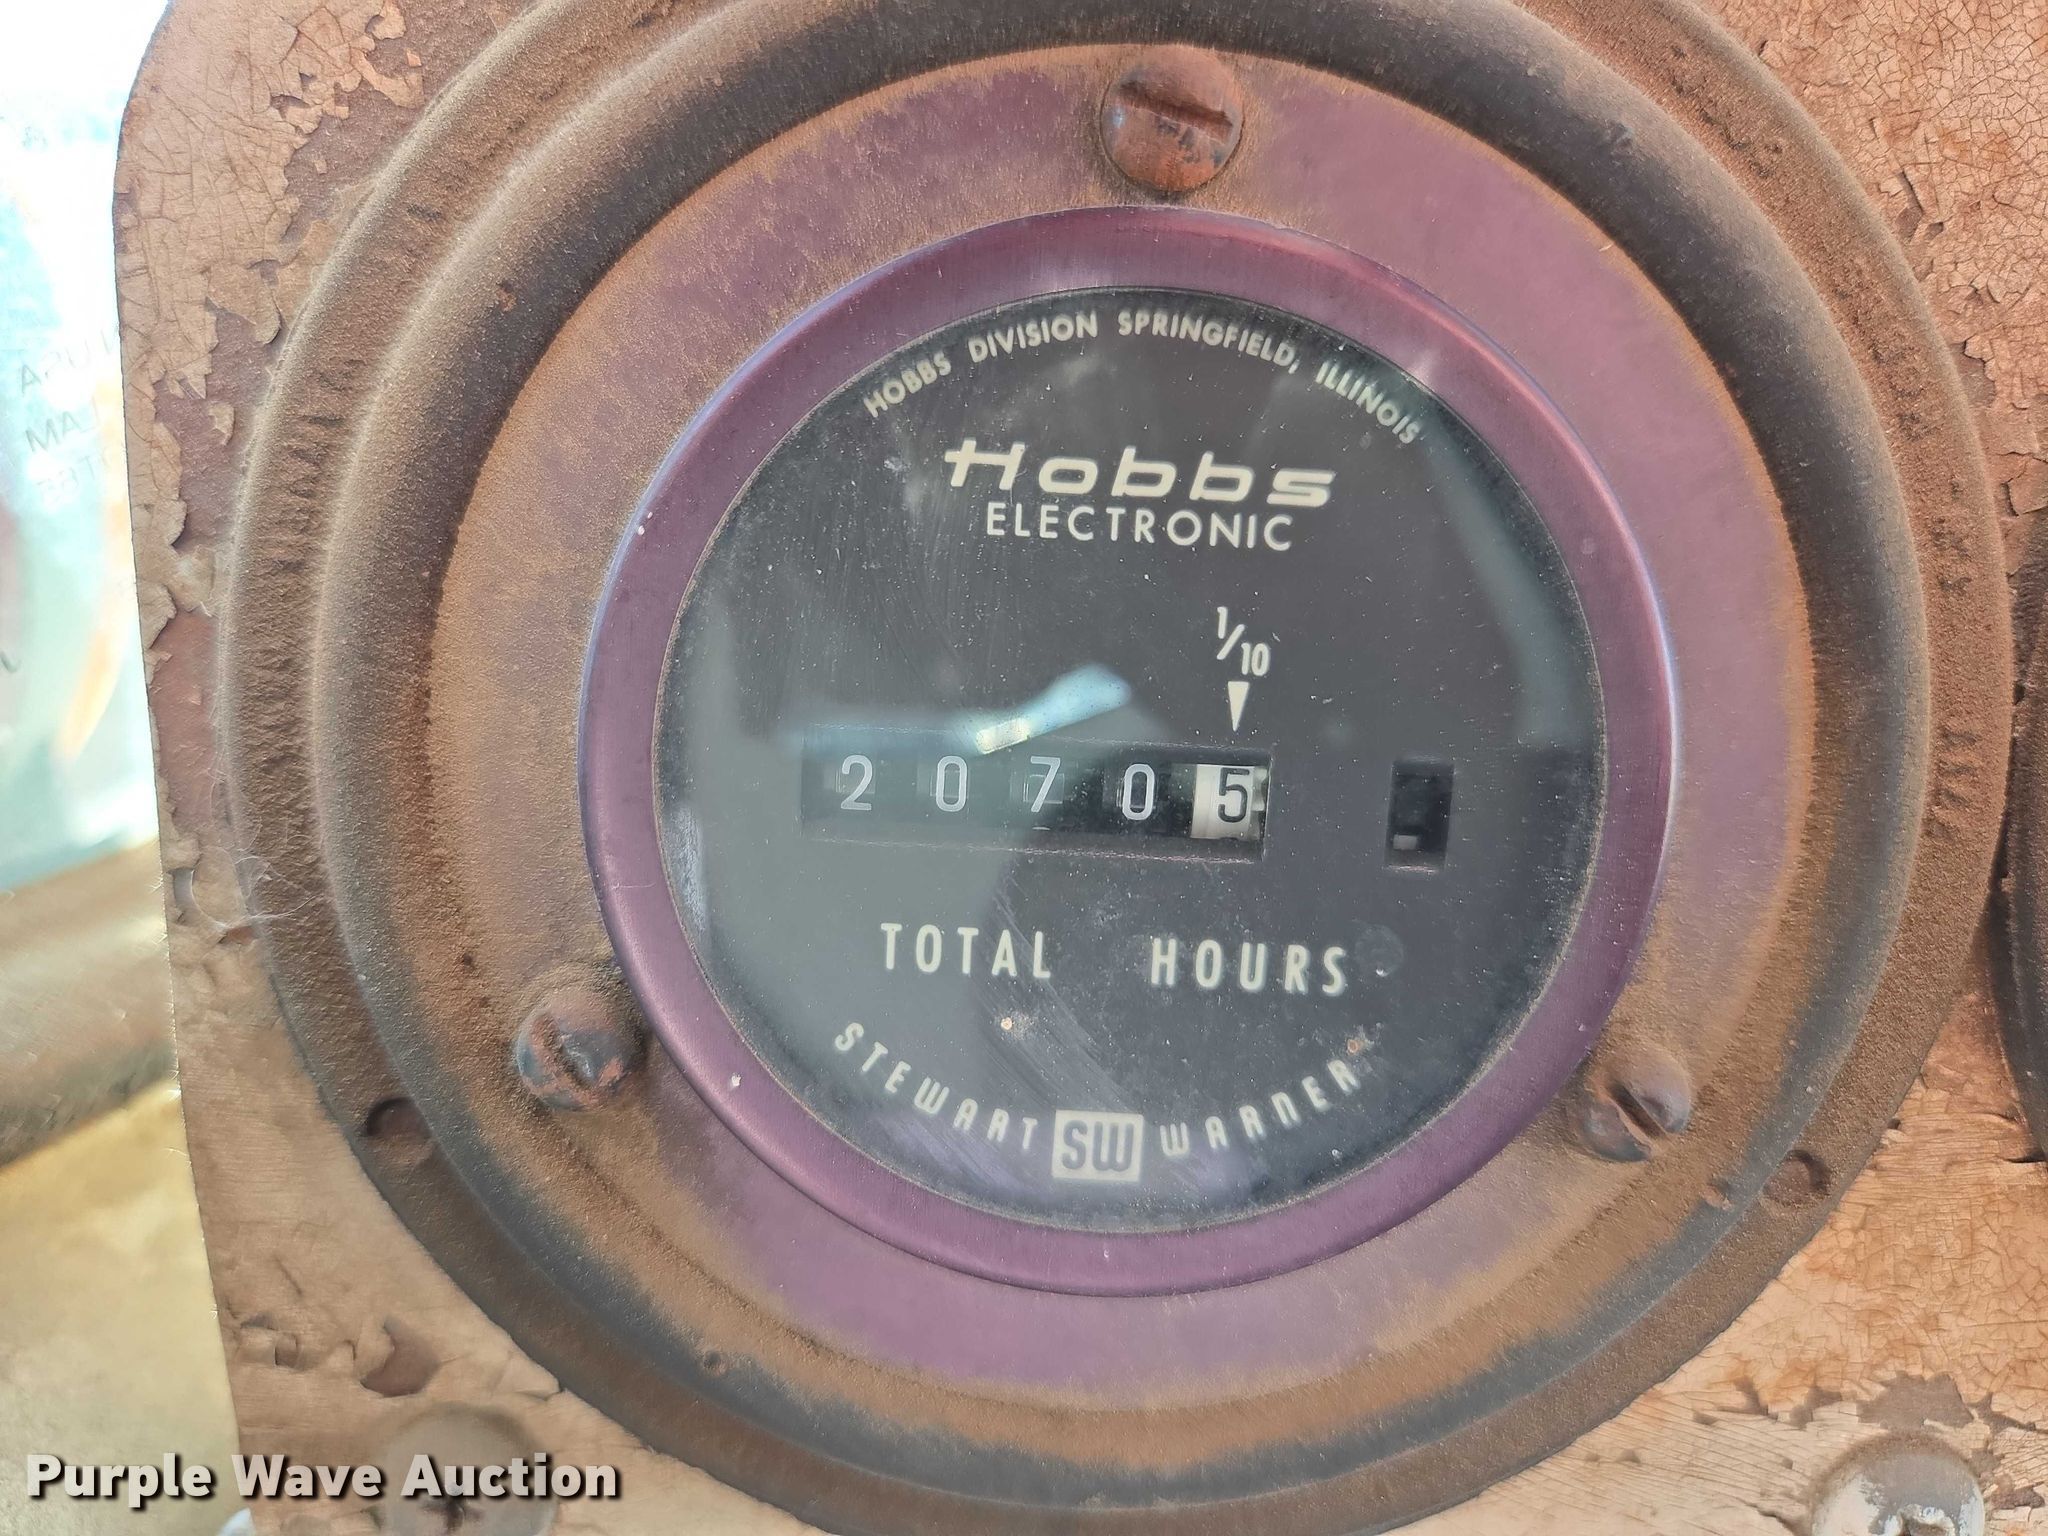 HOBBS DIVISION SPRINGFIELD, ILLINOIS
Hobbs
ELECTRONIC
1/10
20705
TOTAL HOURS
STEWART SW WARNER
Purple Wave Auction